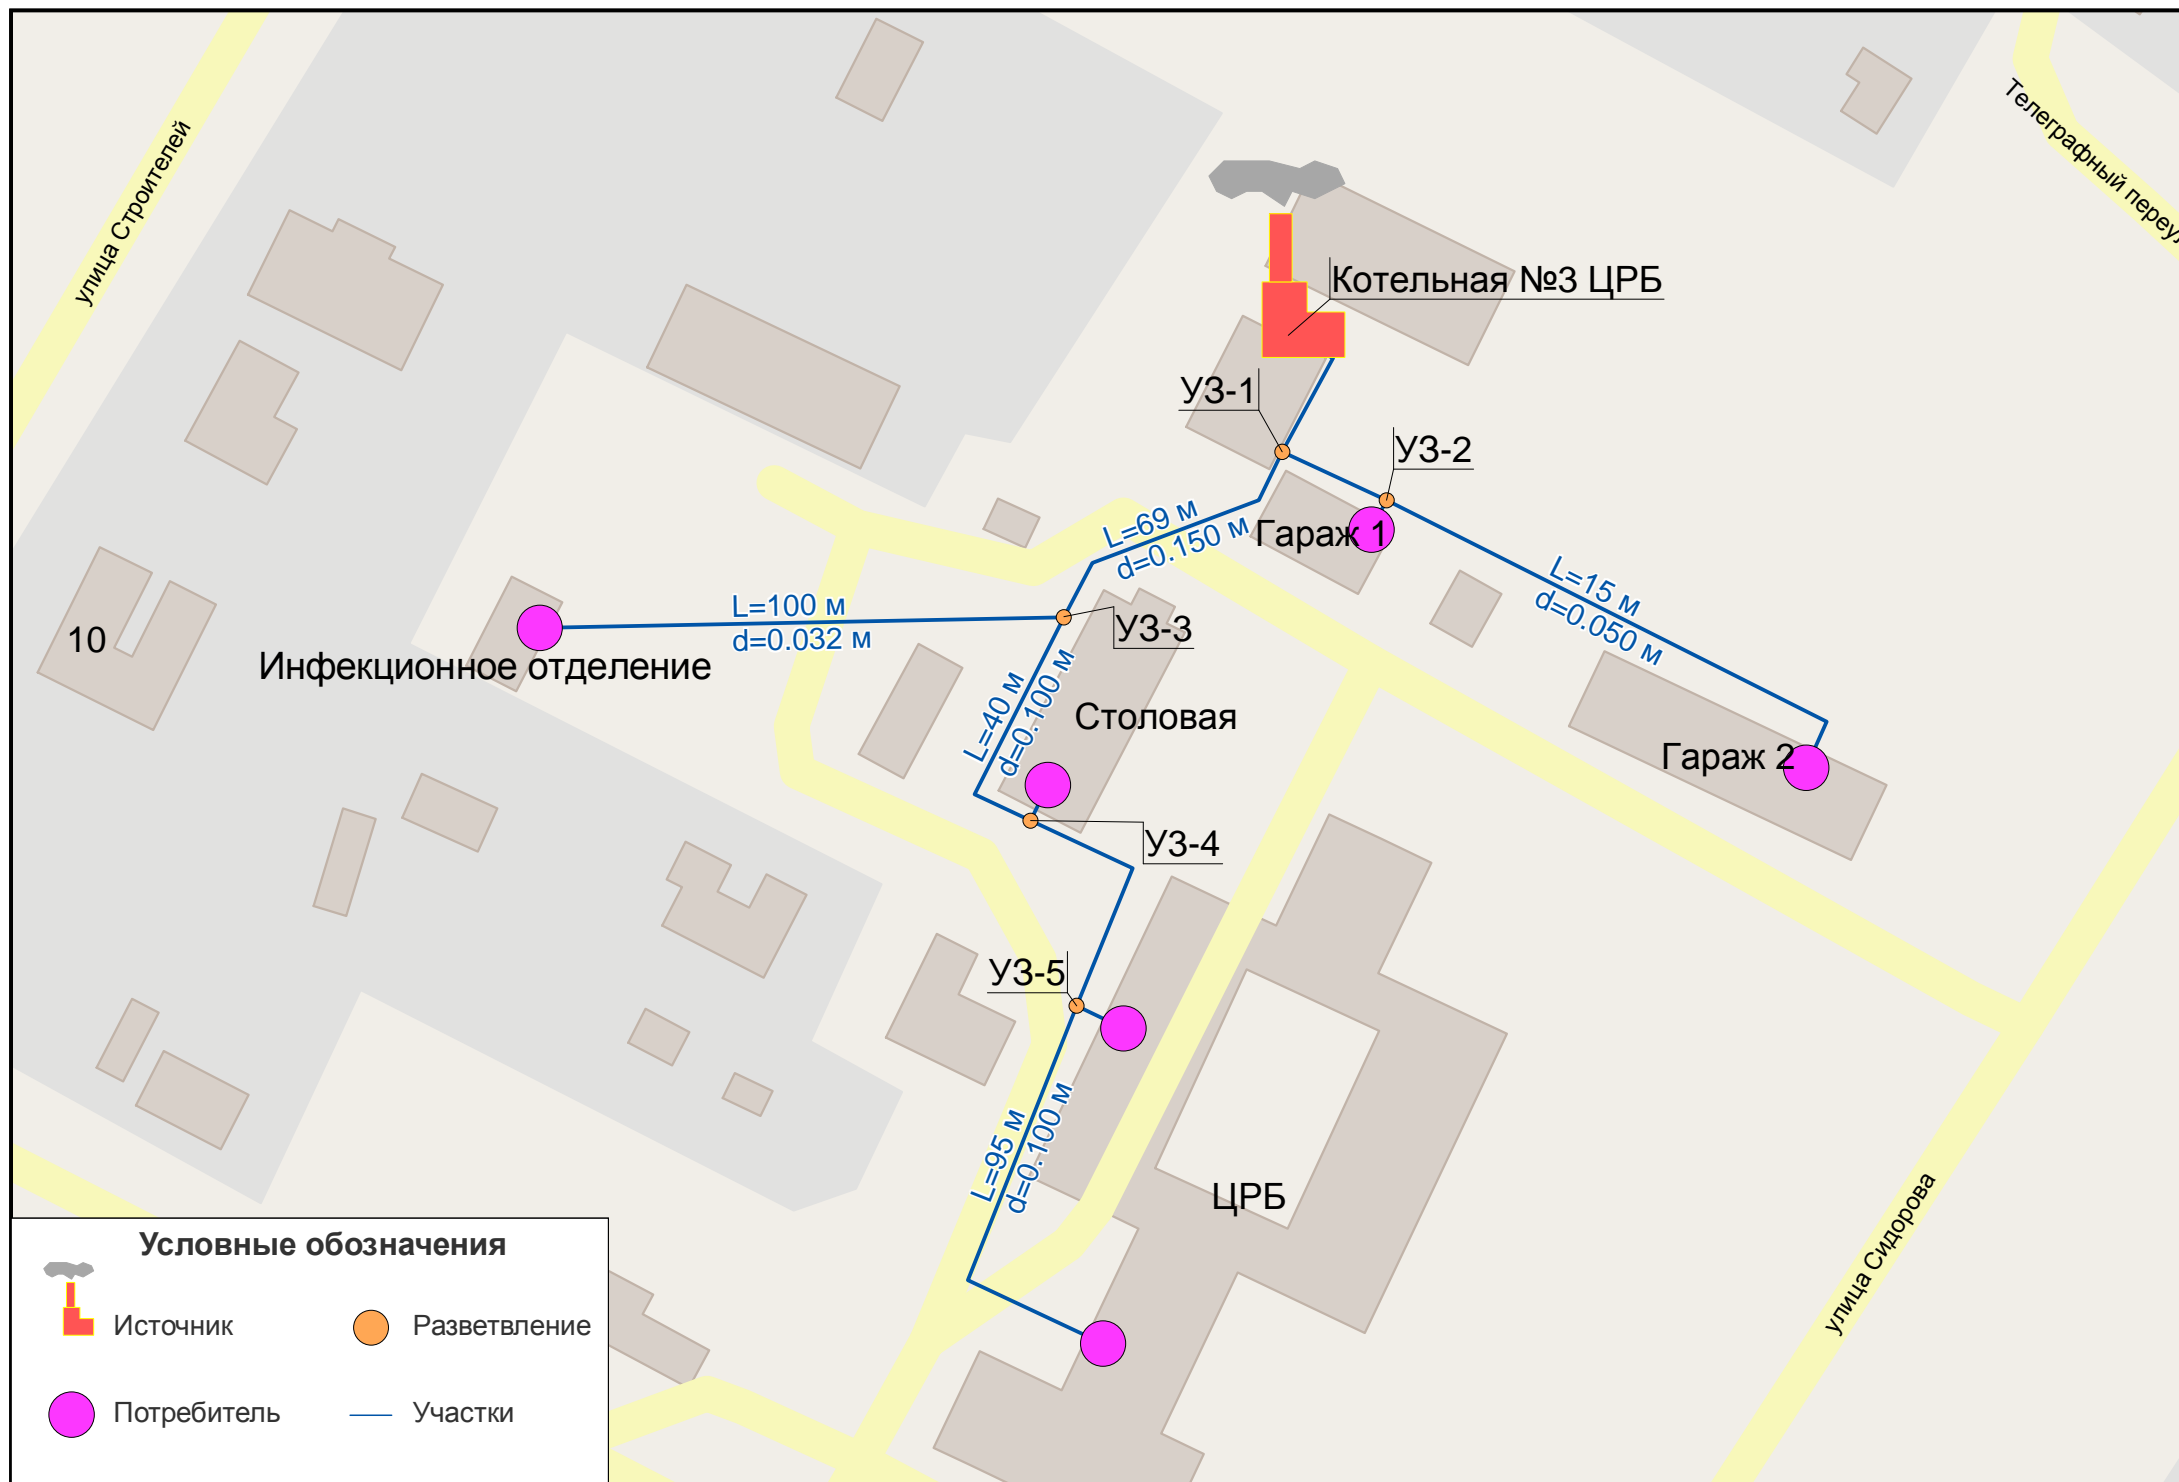 улица Строителей
Телеграфный переул
Котельная №3 ЦРБ
УЗ-1
УЗ-2
L=69 м
d=0.150 м
Гараж 1
L=15 м
d=0.050 м
L=100 м
d=0.032 м
УЗ-3
10
Инфекционное отделение
L=40 м
d=0.100 м
Столовая
Гараж 2
УЗ-4
УЗ-5
L=95 м
d=0.100 м
ЦРБ
улица Сидорова
Условные обозначения
Источник
Разветвление
Потребитель
Участки